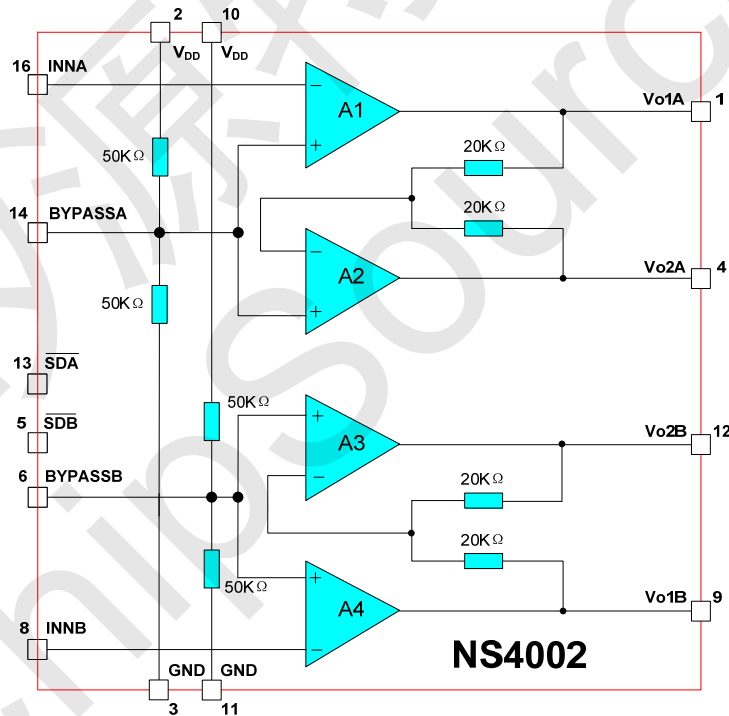 2 10
VDD VDD
16 INNA
A1
Vo1A 1
50KΩ
20KΩ
14 BYPASSA
20KΩ
A2
Vo2A 4
50KΩ
13 SDA
5 SDB
50KΩ
A3
Vo2B 12
6 BYPASSB
20KΩ
20KΩ
50KΩ
A4
Vo1B 9
8 INNB
GND GND
NS4002
3 11
hipSourc
源